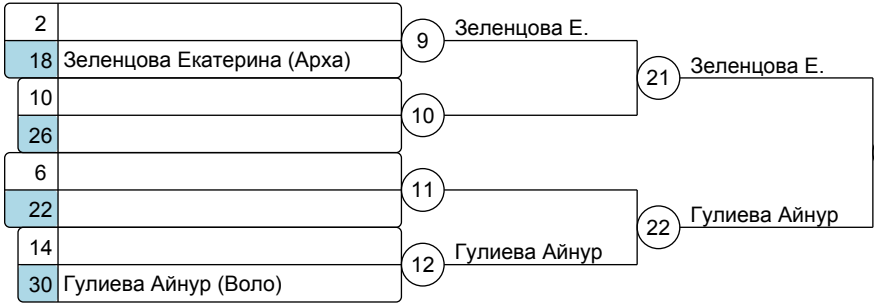 2
9
Зеленцова Е.
18 Зеленцова Екатерина (Арха)
21
Зеленцова Е.
10
10
26
6
11
22
22
Гулиева Айнур
14
12
Гулиева Айнур
30 Гулиева Айнур (Воло)